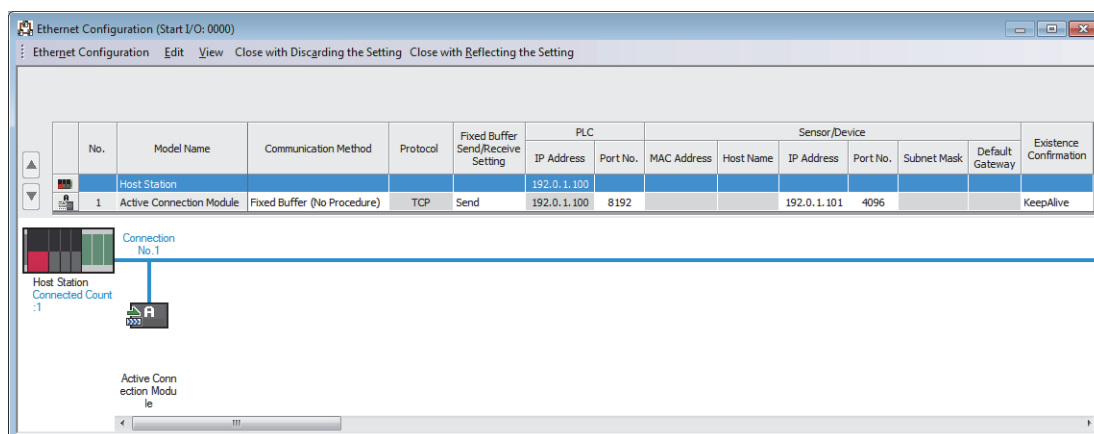 Ethernet Configuration (Start I/O: 0000)
Ethernet Configuration Edit View Close with Discarding the Setting Close with Reflecting the Setting
No. Model Name Communication Method Protocol Fixed Buffer Send/Receive Setting PLC Sensor/Device Existence Confirmation
IP Address Port No. MAC Address Host Name IP Address Port No. Subnet Mask Default Gateway
Host Station 192.0.1.100
1 Active Connection Module Fixed Buffer (No Procedure) TCP Send 192.0.1.100 8192 192.0.1.101 4096 KeepAlive
Connection
No.1
Host Station
Connected Count
:1
A
Active Conn
ection Modu
le